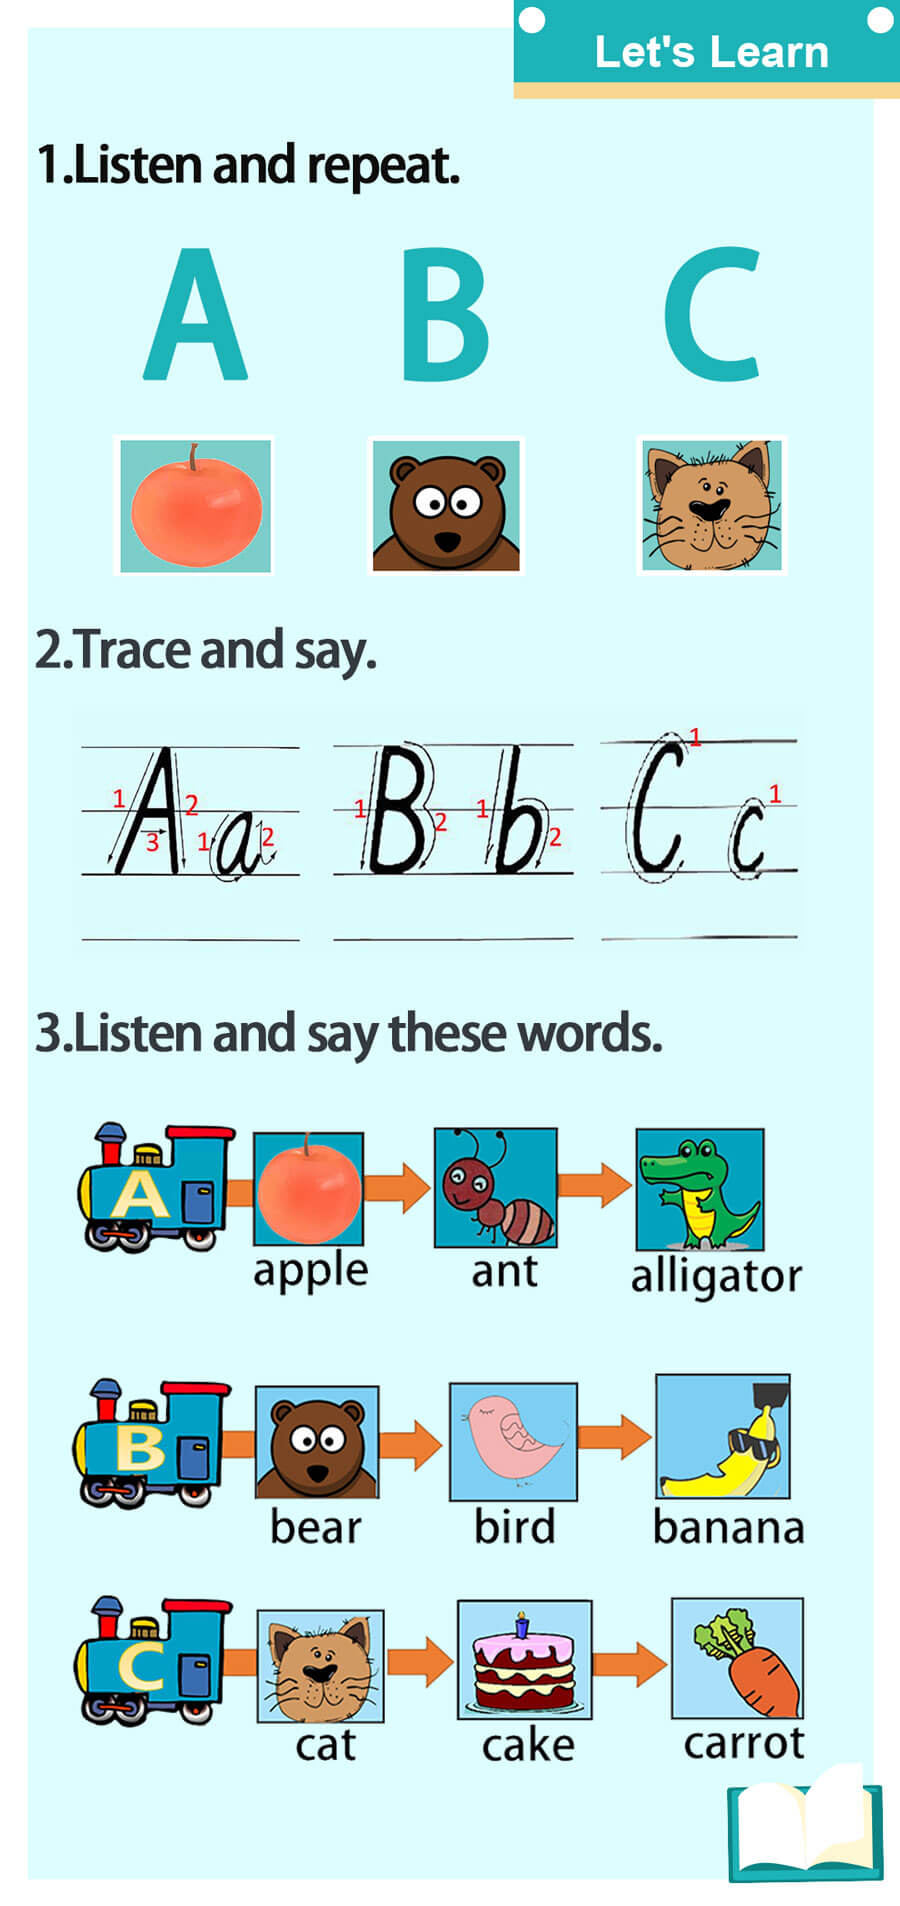 Let's Learn
1.Listen and repeat.
A B C
2.Trace and say.
A a B b C c
1 2 3 1 2 1 2 1 2 1 1
3.Listen and say these words.
A
apple ant alligator
B
bear bird banana
C
cat cake carrot